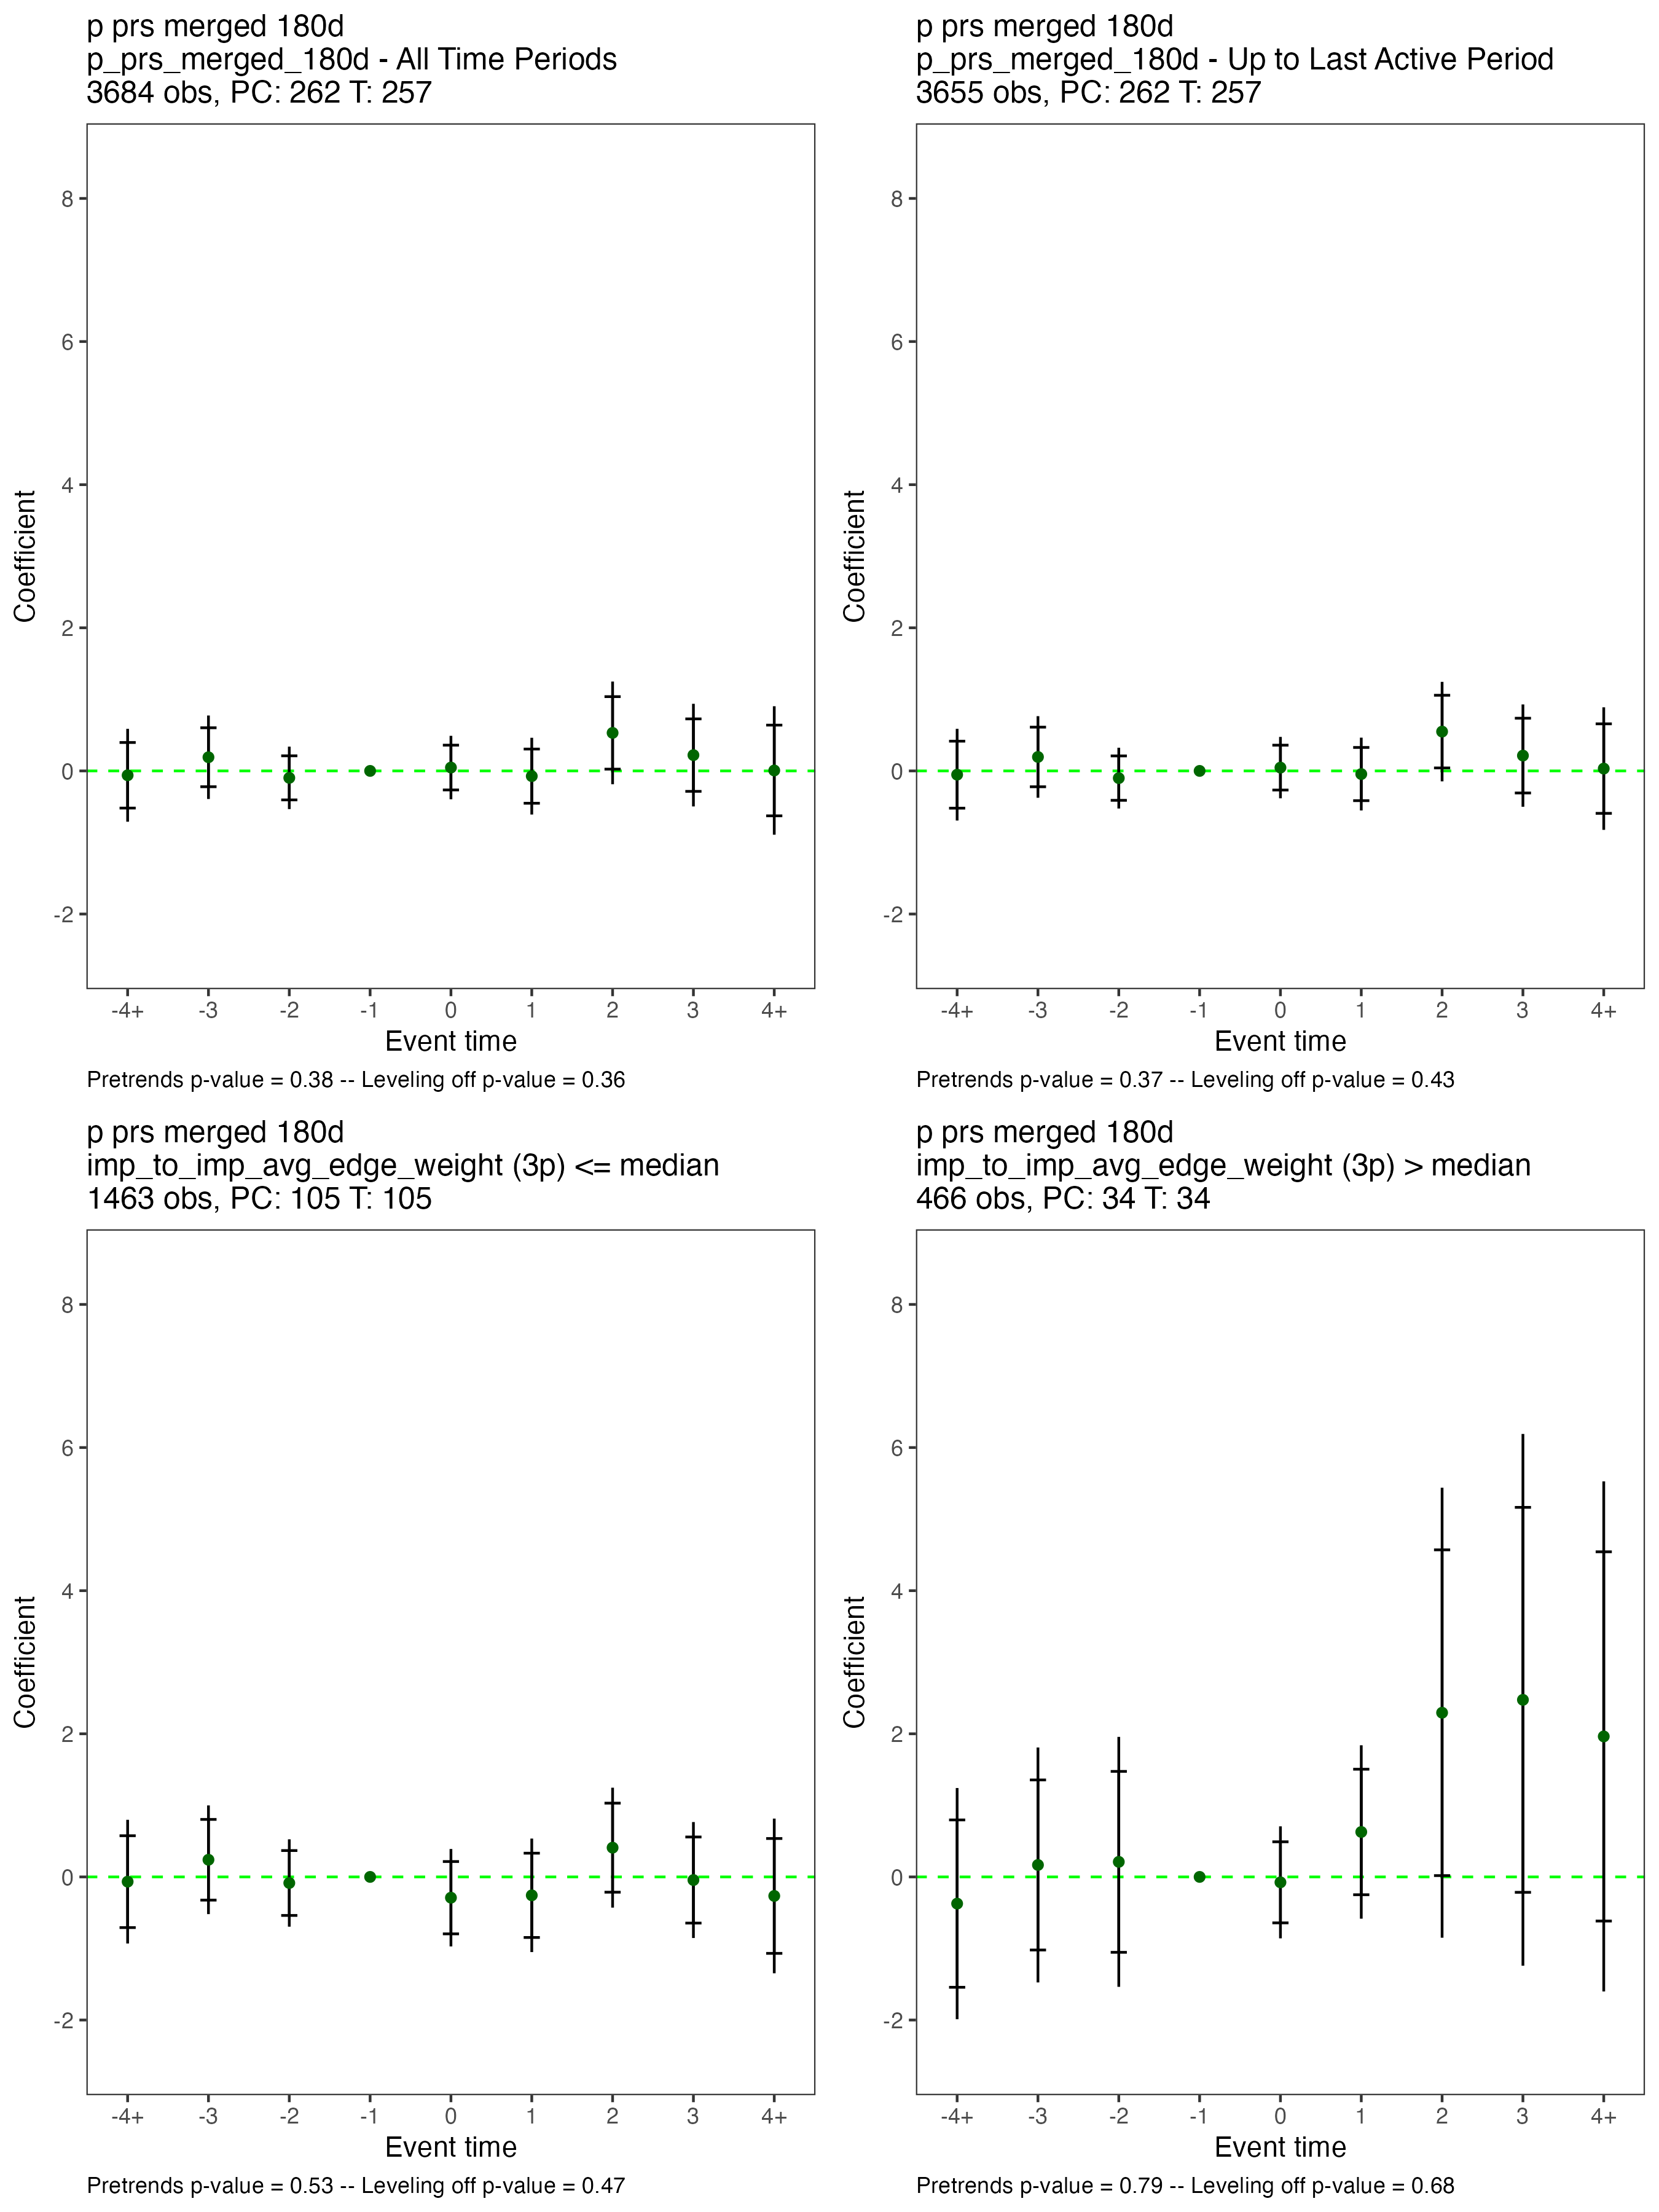 p prs merged 180d
p_prs_merged_180d - All Time Periods
3684 obs, PC: 262 T: 257
Coefficient
8
6
4
2
0
-2
-4+ -3 -2 -1 0 1 2 3 4+
Event time
Pretrends p-value = 0.38 -- Leveling off p-value = 0.36
p prs merged 180d
p_prs_merged_180d - Up to Last Active Period
3655 obs, PC: 262 T: 257
Coefficient
8
6
4
2
0
-2
-4+ -3 -2 -1 0 1 2 3 4+
Event time
Pretrends p-value = 0.37 -- Leveling off p-value = 0.43
p prs merged 180d
imp_to_imp_avg_edge_weight (3p) <= median
1463 obs, PC: 105 T: 105
Coefficient
8
6
4
2
0
-2
-4+ -3 -2 -1 0 1 2 3 4+
Event time
Pretrends p-value = 0.53 -- Leveling off p-value = 0.47
p prs merged 180d
imp_to_imp_avg_edge_weight (3p) > median
466 obs, PC: 34 T: 34
Coefficient
8
6
4
2
0
-2
-4+ -3 -2 -1 0 1 2 3 4+
Event time
Pretrends p-value = 0.79 -- Leveling off p-value = 0.68